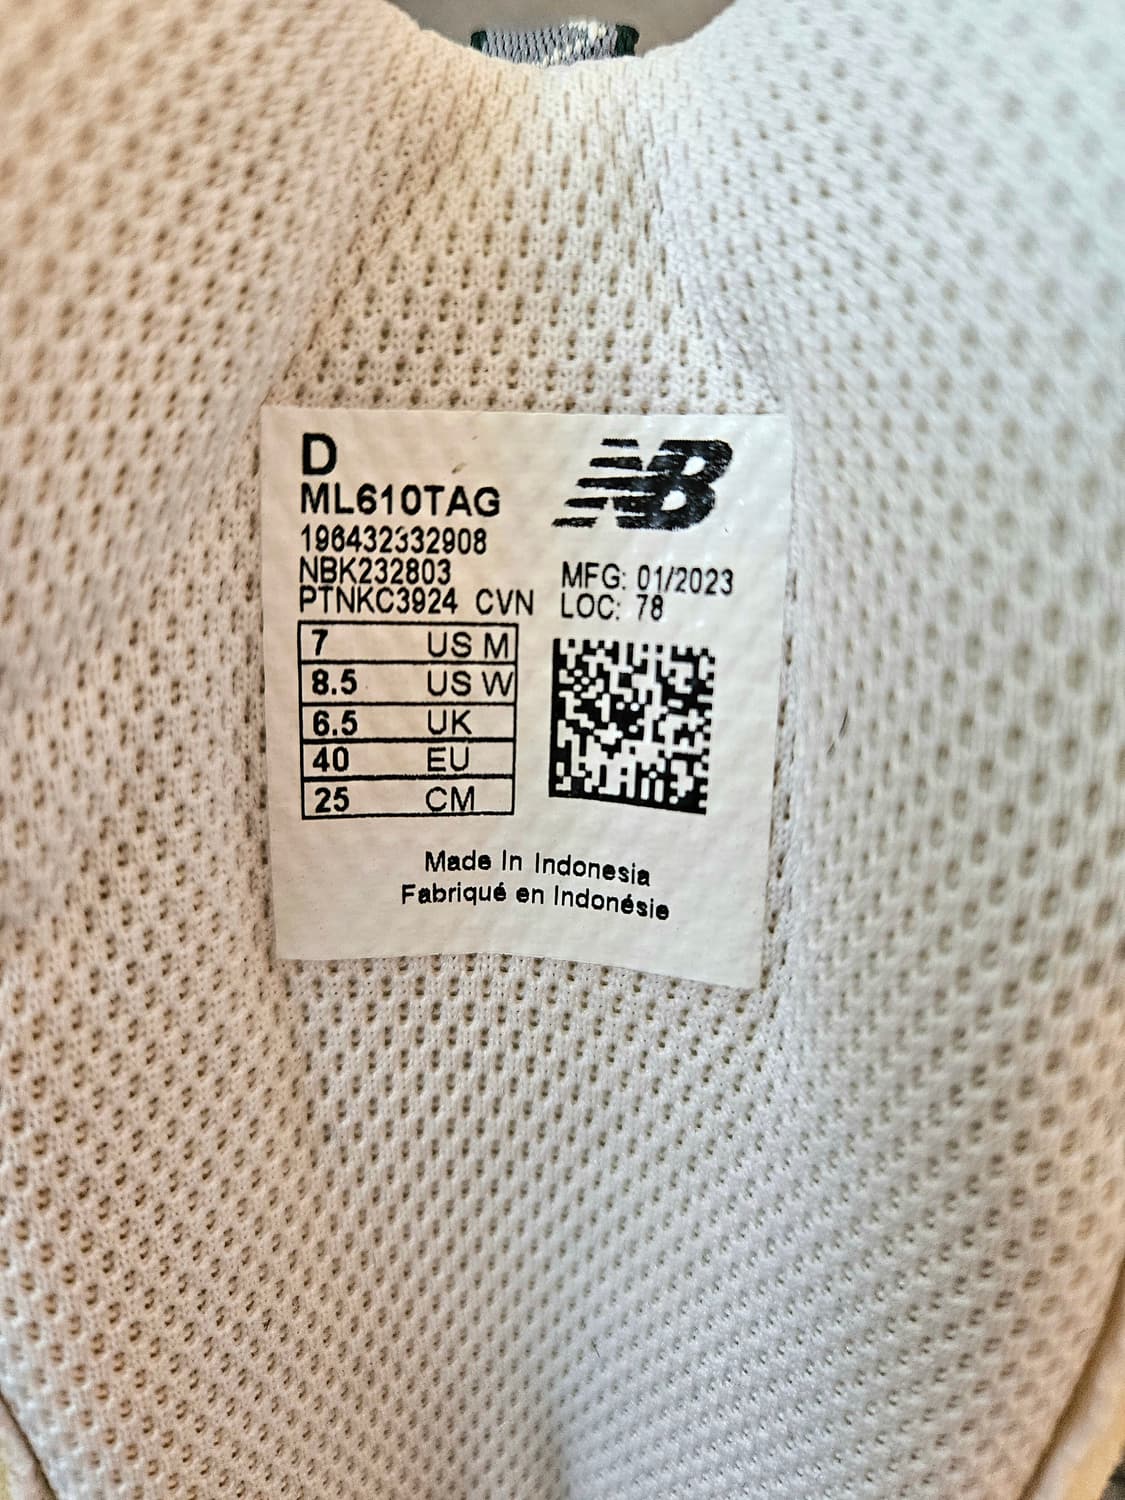 D
NB
ML610TAG
196432332908
NBK232803
MFG: 01/2023
PTNKC3924 CVN
LOC: 78
7 US M
8.5 US W
6.5 UK
40 EU
25 CM
Made In Indonesia
Fabriqué en Indonésie